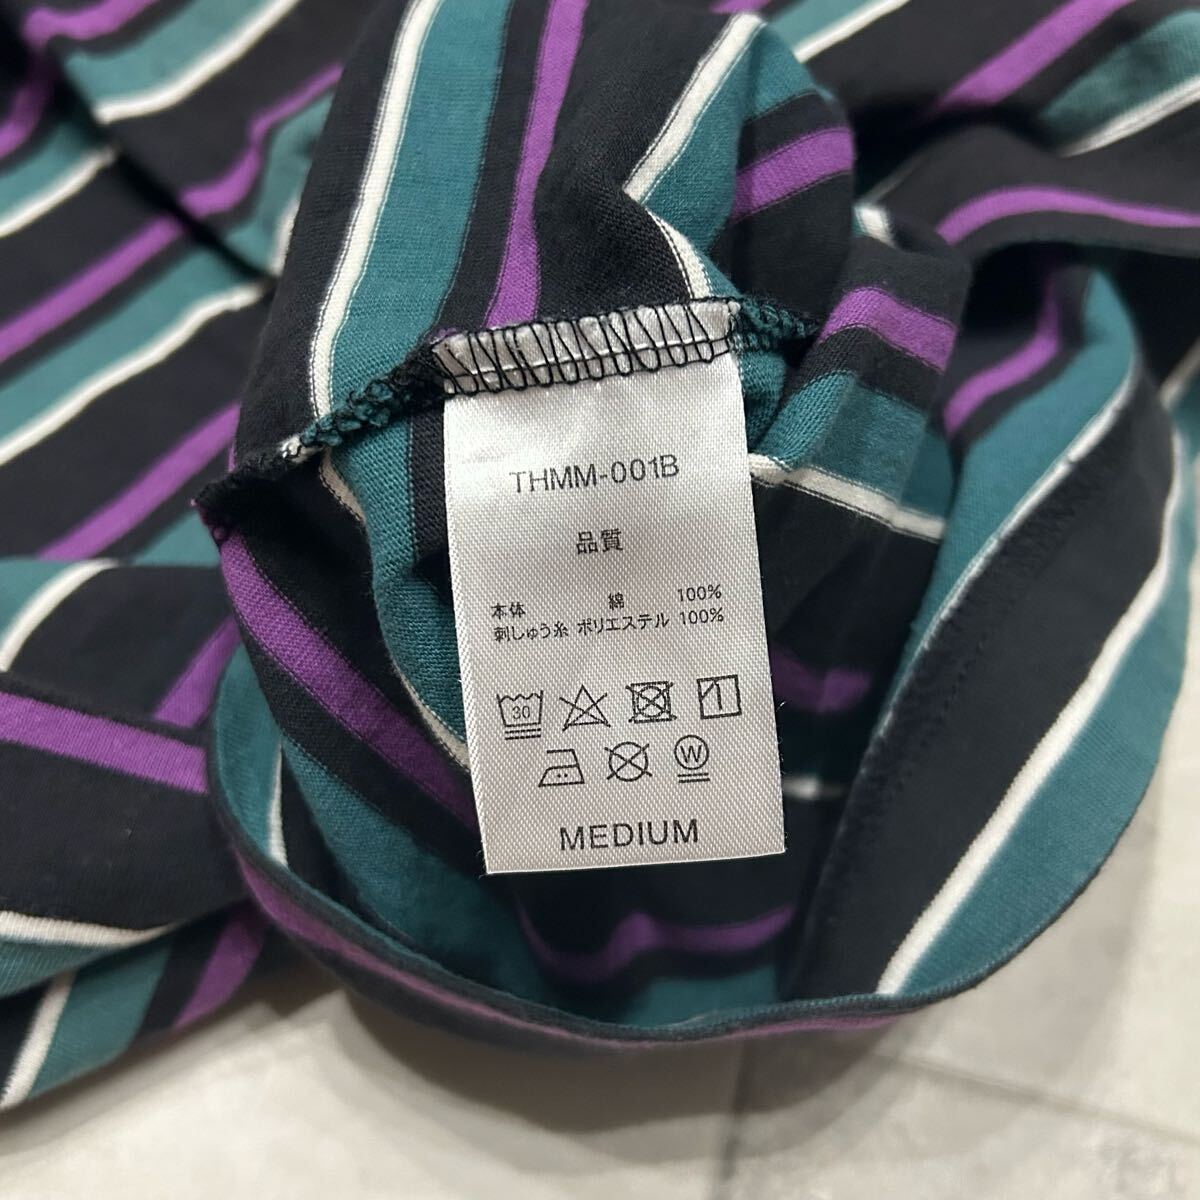 THMM-001B
品質
本体 綿 100%
刺しゅう糸 ポリエステル 100%
30
W
MEDIUM